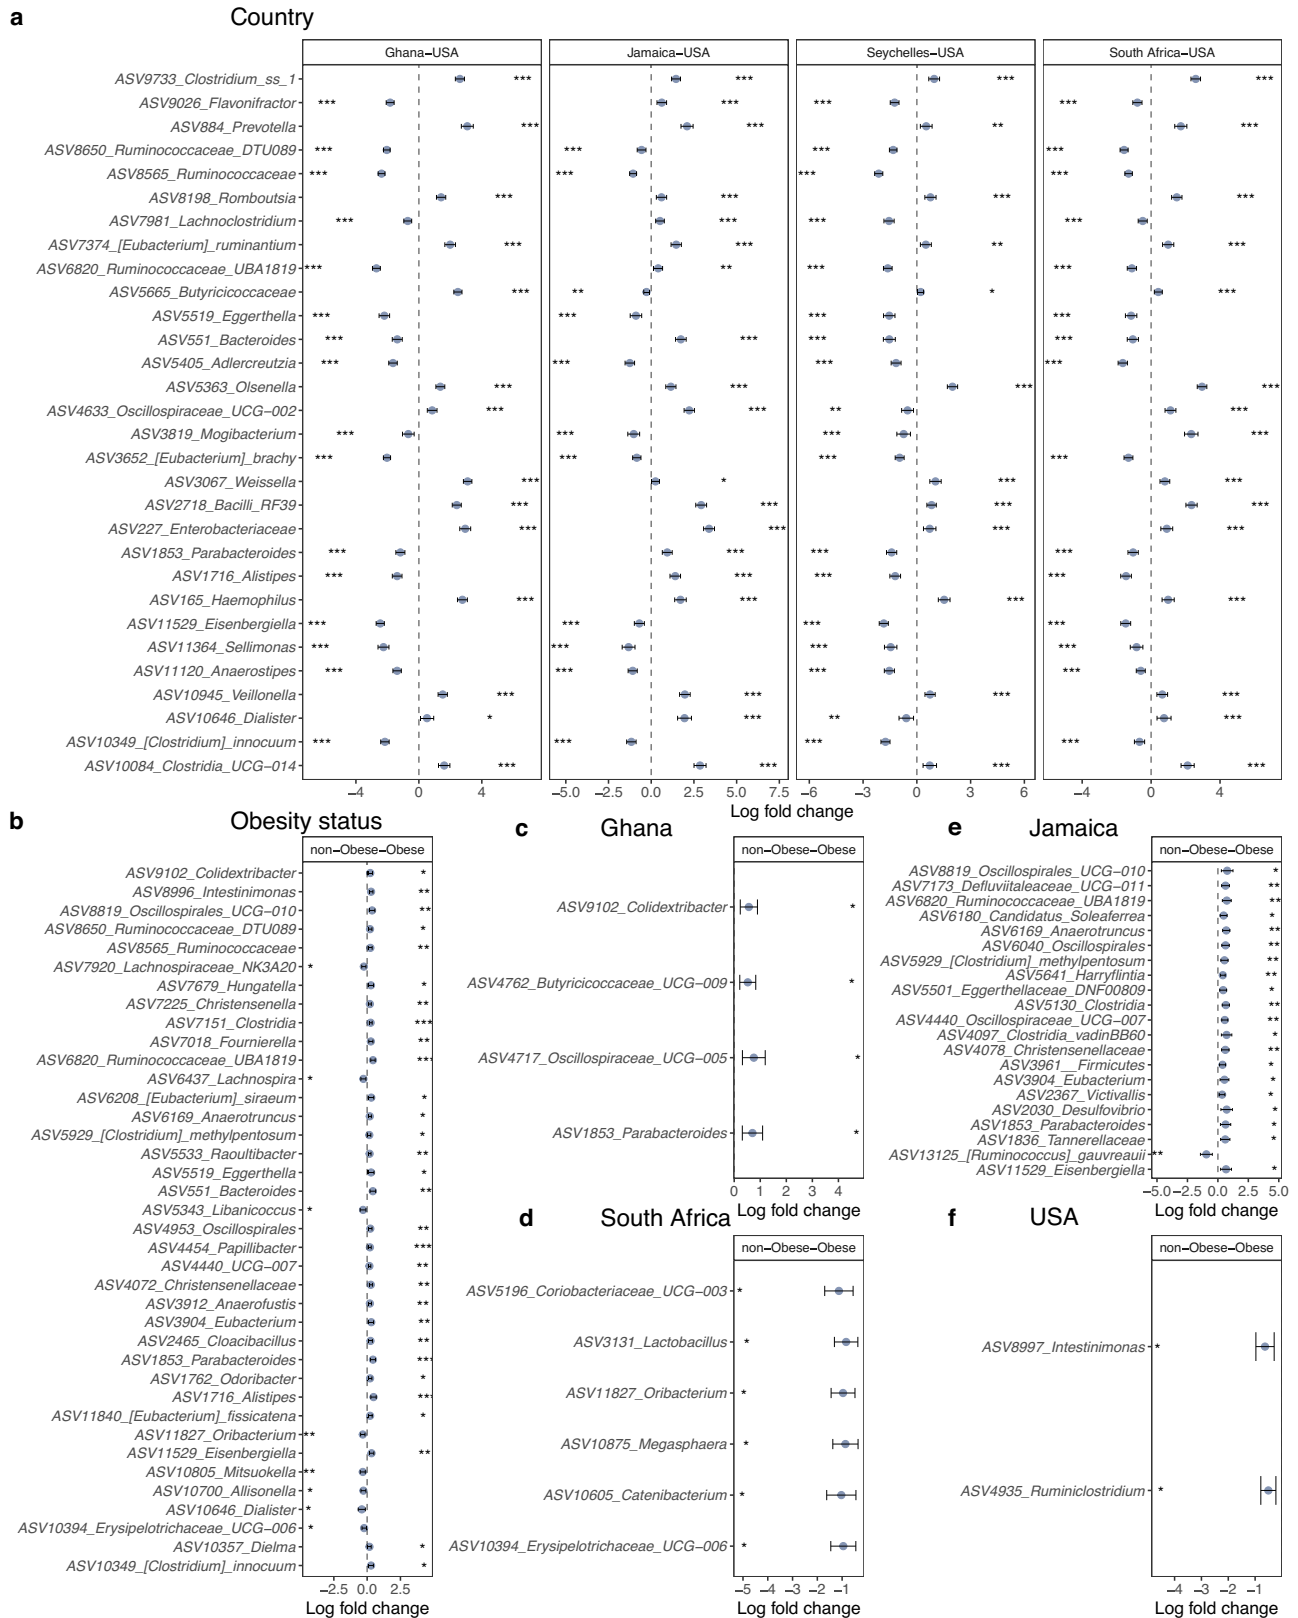 a Country
Ghana−USA Jamaica−USA Seychelles−USA South Africa−USA
ASV9733_Clostridium_ss_1 *** *** *** ***
ASV9026_Flavonifractor *** *** *** ***
ASV884_Prevotella *** *** ** ***
ASV8650_Ruminococcaceae_DTU089 *** *** *** ***
ASV8565_Ruminococcaceae *** *** *** ***
ASV8198_Romboutsia *** *** *** ***
ASV7981_Lachnoclostridium *** *** *** ***
ASV7374_[Eubacterium]_ruminantium *** *** ** ***
ASV6820_Ruminococcaceae_UBA1819 *** ** *** ***
ASV5665_Butyricicoccaceae *** ** * ***
ASV5519_Eggerthella *** *** *** ***
ASV551_Bacteroides *** *** *** ***
ASV5405_Adlercreutzia *** *** *** ***
ASV5363_Olsenella *** *** *** ***
ASV4633_Oscillospiraceae_UCG−002 *** *** ** ***
ASV3819_Mogibacterium *** *** *** ***
ASV3652_[Eubacterium]_brachy *** *** *** ***
ASV3067_Weissella *** * *** ***
ASV2718_Bacilli_RF39 *** *** *** ***
ASV227_Enterobacteriaceae *** *** *** ***
ASV1853_Parabacteroides *** *** *** ***
ASV1716_Alistipes *** *** *** ***
ASV165_Haemophilus *** *** *** ***
ASV11529_Eisenbergiella *** *** *** ***
ASV11364_Sellimonas *** *** *** ***
ASV11120_Anaerostipes *** *** *** ***
ASV10945_Veillonella *** *** *** ***
ASV10646_Dialister * *** ** ***
ASV10349_[Clostridium]_innocuum *** *** *** ***
ASV10084_Clostridia_UCG−014 *** *** *** ***
−4 0 4 −5.0 −2.5 0.0 2.5 5.0 7.5 −6 −3 0 3 6 −4 0 4
Log fold change
b Obesity status
non−Obese−Obese
ASV9102_Colidextribacter *
ASV8996_Intestinimonas **
ASV8819_Oscillospirales_UCG−010 **
ASV8650_Ruminococcaceae_DTU089 *
ASV8565_Ruminococcaceae **
ASV7920_Lachnospiraceae_NK3A20 *
ASV7679_Hungatella *
ASV7225_Christensenella **
ASV7151_Clostridia ***
ASV7018_Fournierella **
ASV6820_Ruminococcaceae_UBA1819 ***
ASV6437_Lachnospira *
ASV6208_[Eubacterium]_siraeum *
ASV6169_Anaerotruncus *
ASV5929_[Clostridium]_methylpentosum *
ASV5533_Raoultibacter **
ASV5519_Eggerthella *
ASV551_Bacteroides **
ASV5343_Libanicoccus *
ASV4953_Oscillospirales **
ASV4454_Papillibacter ***
ASV4440_UCG−007 **
ASV4072_Christensenellaceae **
ASV3912_Anaerofustis **
ASV3904_Eubacterium **
ASV2465_Cloacibacillus **
ASV1853_Parabacteroides ***
ASV1762_Odoribacter *
ASV1716_Alistipes ***
ASV11840_[Eubacterium]_fissicatena *
ASV11827_Oribacterium **
ASV11529_Eisenbergiella **
ASV10805_Mitsuokella **
ASV10700_Allisonella *
ASV10646_Dialister *
ASV10394_Erysipelotrichaceae_UCG−006 *
ASV10357_Dielma *
ASV10349_[Clostridium]_innocuum *
−2.5 0.0 2.5
Log fold change
c Ghana
non−Obese−Obese
ASV9102_Colidextribacter *
ASV4762_Butyricicoccaceae_UCG−009 *
ASV4717_Oscillospiraceae_UCG−005 *
ASV1853_Parabacteroides *
0 1 2 3 4
Log fold change
d South Africa
non−Obese−Obese
ASV5196_Coriobacteriaceae_UCG−003 *
ASV3131_Lactobacillus *
ASV11827_Oribacterium *
ASV10875_Megasphaera *
ASV10605_Catenibacterium *
ASV10394_Erysipelotrichaceae_UCG−006 *
−5 −4 −3 −2 −1
Log fold change
e Jamaica
non−Obese−Obese
ASV8819_Oscillospirales_UCG−010 *
ASV7173_Defluviitaleaceae_UCG−011 **
ASV6820_Ruminococcaceae_UBA1819 **
ASV6180_Candidatus_Soleaferrea *
ASV6169_Anaerotruncus **
ASV6040_Oscillospirales **
ASV5929_[Clostridium]_methylpentosum **
ASV5641_Harryflintia **
ASV5501_Eggerthellaceae_DNF00809 *
ASV5130_Clostridia **
ASV4440_Oscillospiraceae_UCG−007 **
ASV4097_Clostridia_vadinBB60 *
ASV4078_Christensenellaceae **
ASV3961__Firmicutes *
ASV3904_Eubacterium *
ASV2367_Victivallis *
ASV2030_Desulfovibrio *
ASV1853_Parabacteroides *
ASV1836_Tannerellaceae *
ASV13125_[Ruminococcus]_gauvreauii **
ASV11529_Eisenbergiella *
−5.0 −2.5 0.0 2.5 5.0
Log fold change
f USA
non−Obese−Obese
ASV8997_Intestinimonas *
ASV4935_Ruminiclostridium *
−4 −3 −2 −1
Log fold change